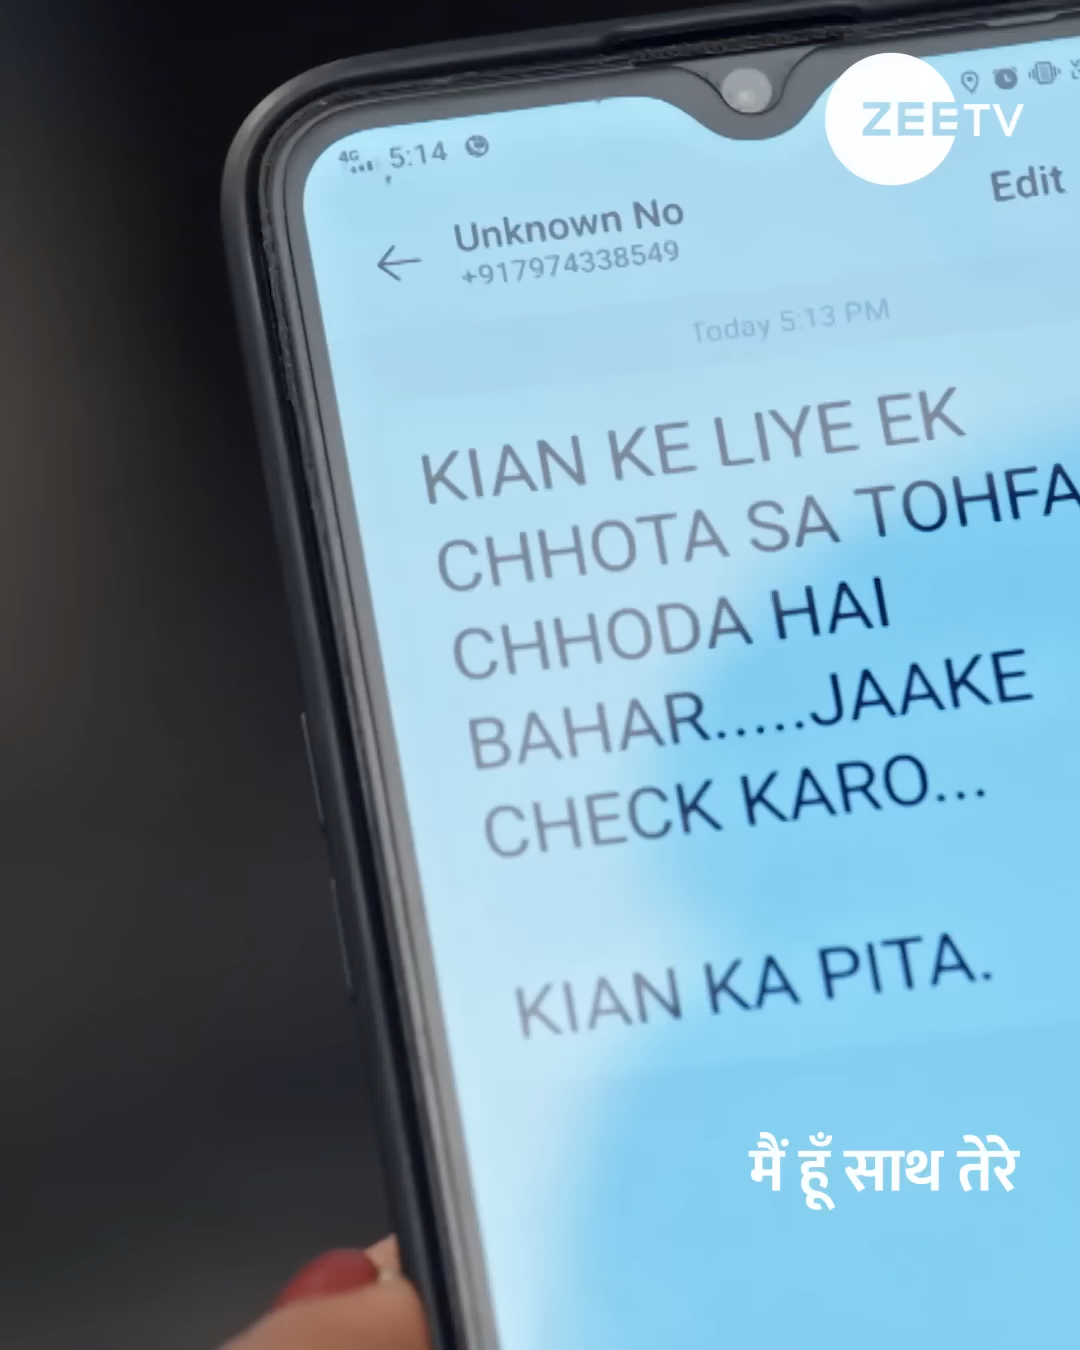 ZEETV
4G 5:14
Edit
Unknown No
+917974338549
Today 5:13 PM
KIAN KE LIYE EK
CHHOTA SA TOHFA
CHHODA HAI
BAHAR.....JAAKE
CHECK KARO...
KIAN KA PITA.
मैं हूँ साथ तेरे